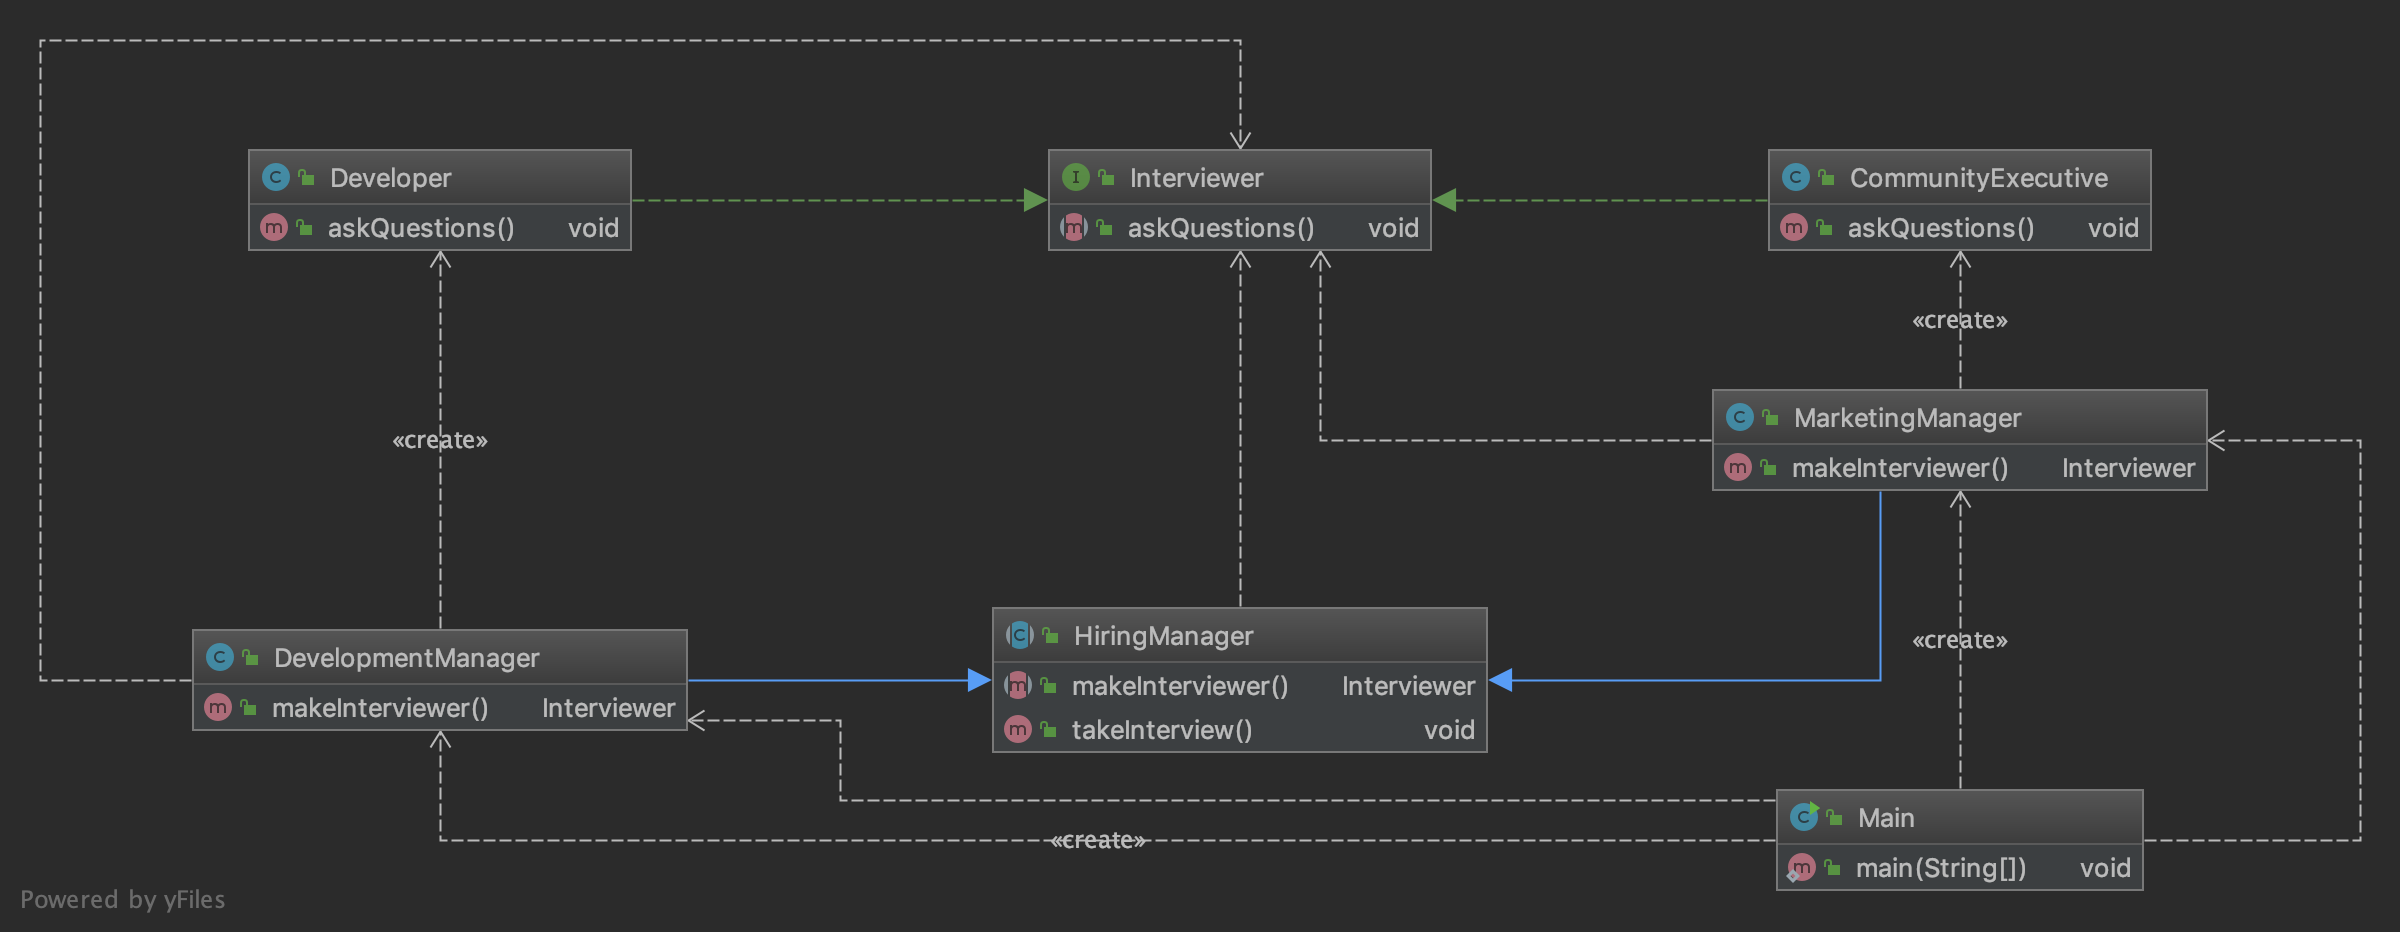 Developer
askQuestions() void
Interviewer
askQuestions() void
CommunityExecutive
askQuestions() void
«create»
MarketingManager
makeInterviewer() Interviewer
«create»
DevelopmentManager
makeInterviewer() Interviewer
HiringManager
makeInterviewer() Interviewer
takeInterview() void
«create»
Main
main(String[]) void
«create»
Powered by yFiles